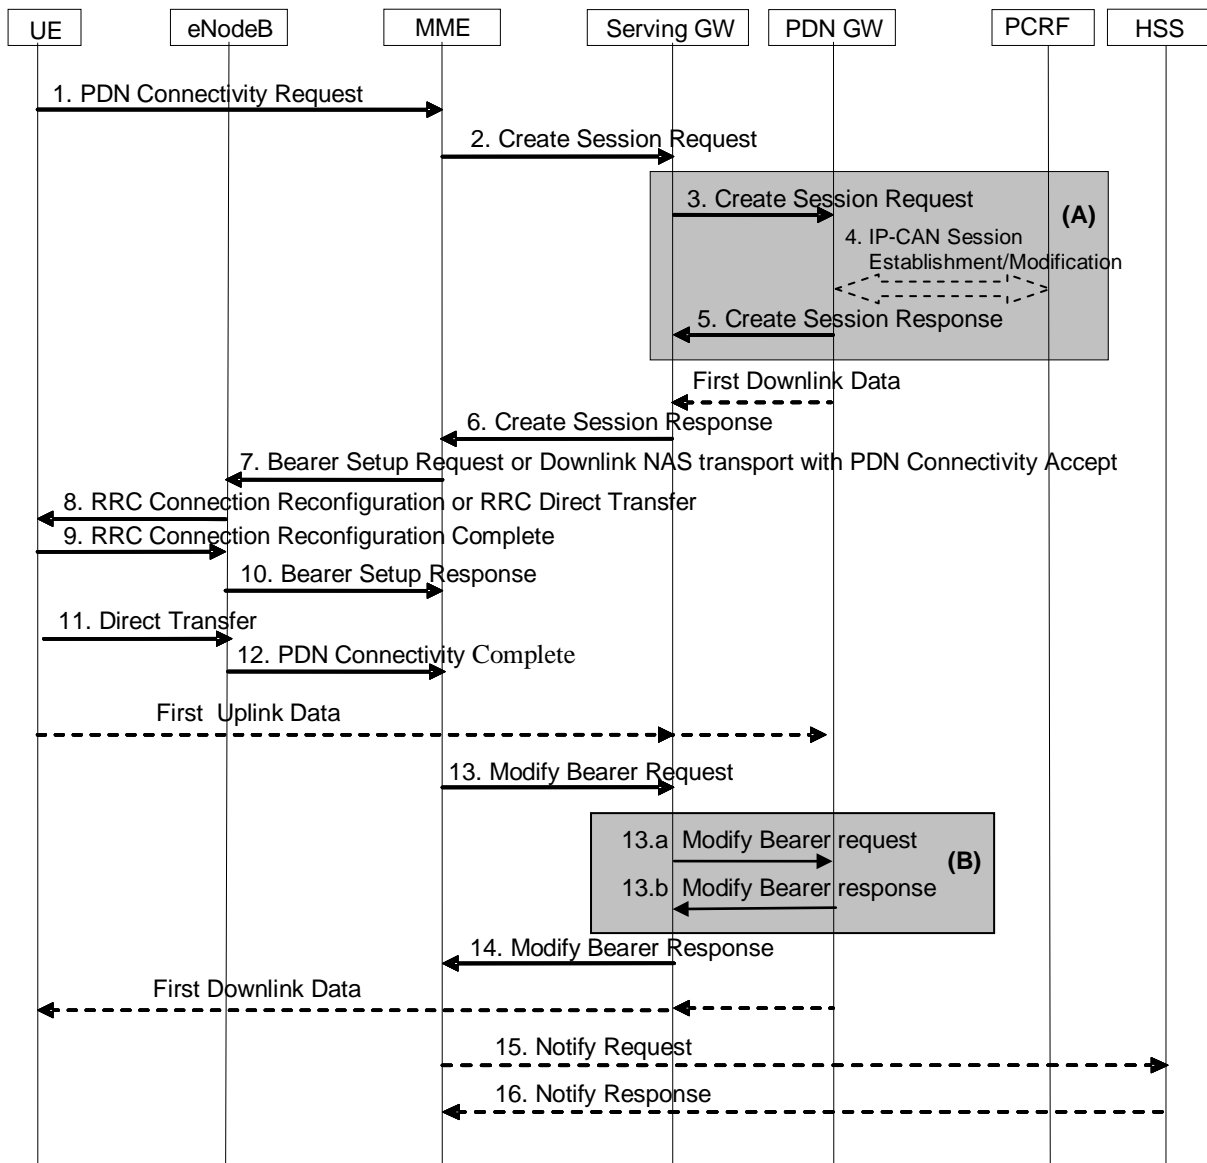 UE eNodeB MME Serving GW PDN GW PCRF HSS
1. PDN Connectivity Request
2. Create Session Request
3. Create Session Request
(A)
4. IP-CAN Session
Establishment/Modification
5. Create Session Response
First Downlink Data
6. Create Session Response
7. Bearer Setup Request or Downlink NAS transport with PDN Connectivity Accept
8. RRC Connection Reconfiguration or RRC Direct Transfer
9. RRC Connection Reconfiguration Complete
10. Bearer Setup Response
11. Direct Transfer
12. PDN Connectivity Complete
First Uplink Data
13. Modify Bearer Request
13.a Modify Bearer request
(B)
13.b Modify Bearer response
14. Modify Bearer Response
First Downlink Data
15. Notify Request
16. Notify Response